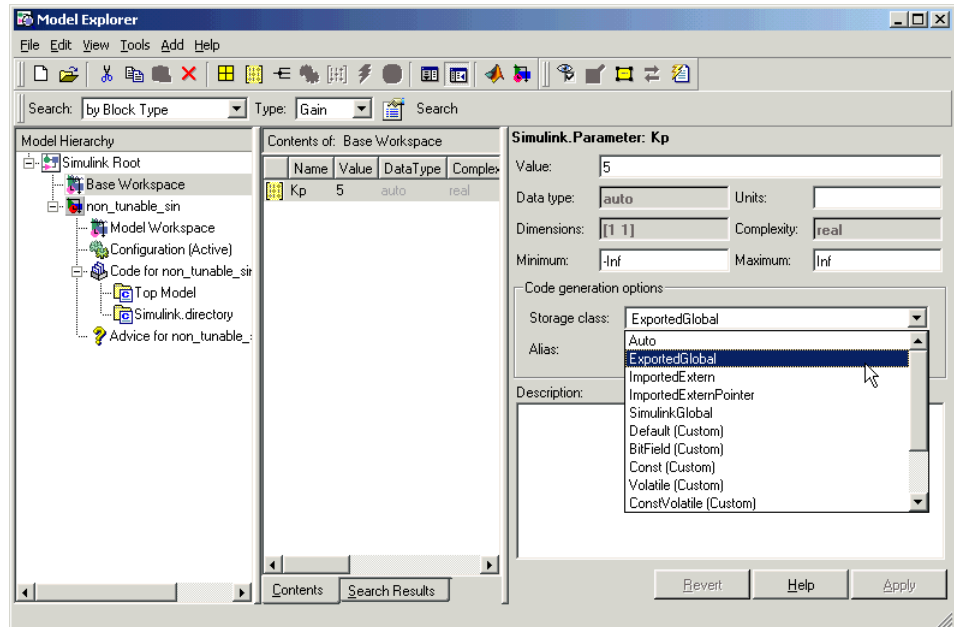 Model Explorer
File Edit View Tools Add Help
Search: by Block Type Type: Gain Search
Model Hierarchy
Simulink Root
Base Workspace
non_tunable_sin
Model Workspace
Configuration (Active)
Code for non_tunable_sin
Top Model
Simulink.directory
Advice for non_tunable_
Contents of: Base Workspace
Name Value DataType Complex
Kp 5 auto real
Contents Search Results
Simulink.Parameter: Kp
Value: 5
Data type: auto Units:
Dimensions: [1 1] Complexity: real
Minimum: -Inf Maximum: Inf
Code generation options
Storage class: ExportedGlobal
Alias:
Auto
ExportedGlobal
ImportedExtern
ImportedExternPointer
SimulinkGlobal
Default (Custom)
BitField (Custom)
Const (Custom)
Volatile (Custom)
ConstVolatile (Custom)
Description:
Revert Help Apply